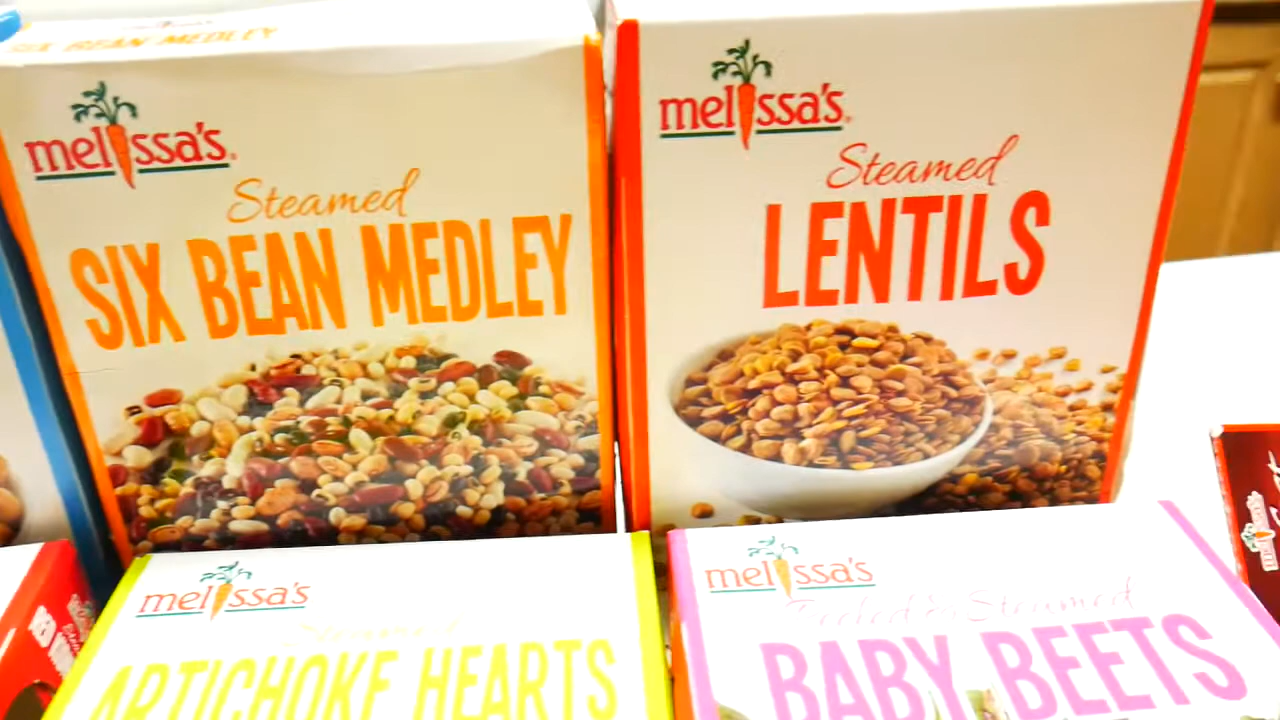 SIX BEAN MEDLEY
melissa's
Steamed
SIX BEAN MEDLEY
melissa's
Steamed
LENTILS
melissa's
Steamed
ARTICHOKE HEARTS
melissa's
Peeled & Steamed
BABY BEETS